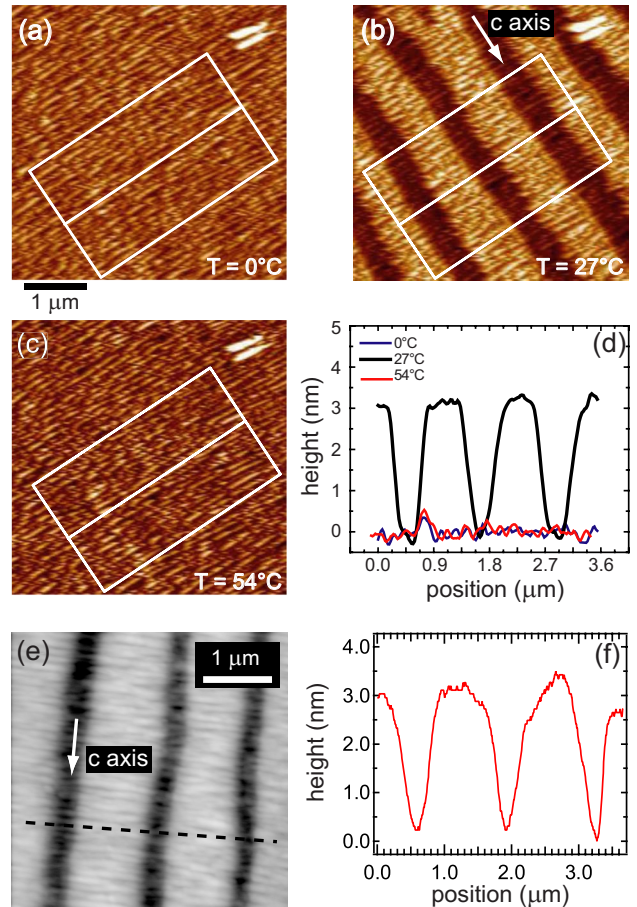 (a)
T = 0°C
1 μm
(b)
c axis
T = 27°C
(c)
T = 54°C
(d)
0°C
27°C
54°C
5
4
3
2
1
0
height (nm)
0.0 0.9 1.8 2.7 3.6
position (μm)
(e)
1 μm
c axis
(f)
4.0
3.0
2.0
1.0
0.0
height (nm)
0.0 1.0 2.0 3.0
position (μm)